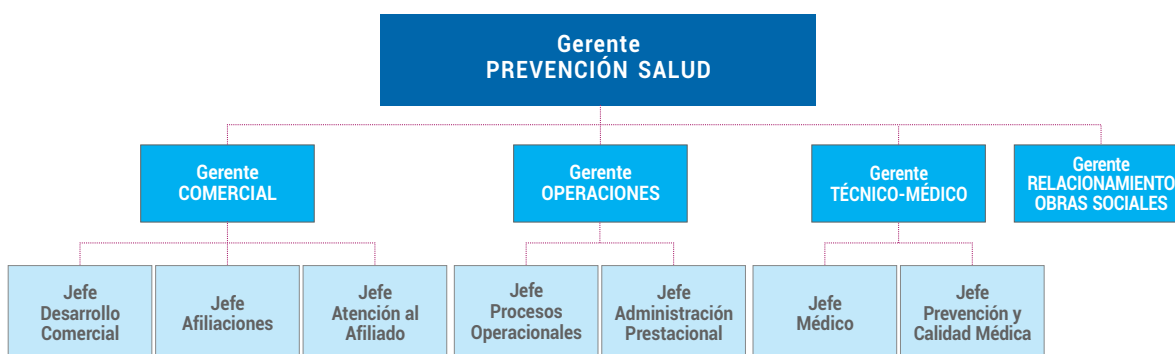 Gerente
PREVENCIÓN SALUD
Gerente
COMERCIAL
Gerente
OPERACIONES
Gerente
TÉCNICO-MÉDICO
Gerente
RELACIONAMIENTO
OBRAS SOCIALES
Jefe
Desarrollo
Comercial
Jefe
Afiliaciones
Jefe
Atención al
Afiliado
Jefe
Procesos
Operacionales
Jefe
Administración
Prestacional
Jefe
Médico
Jefe
Prevención y
Calidad Médica